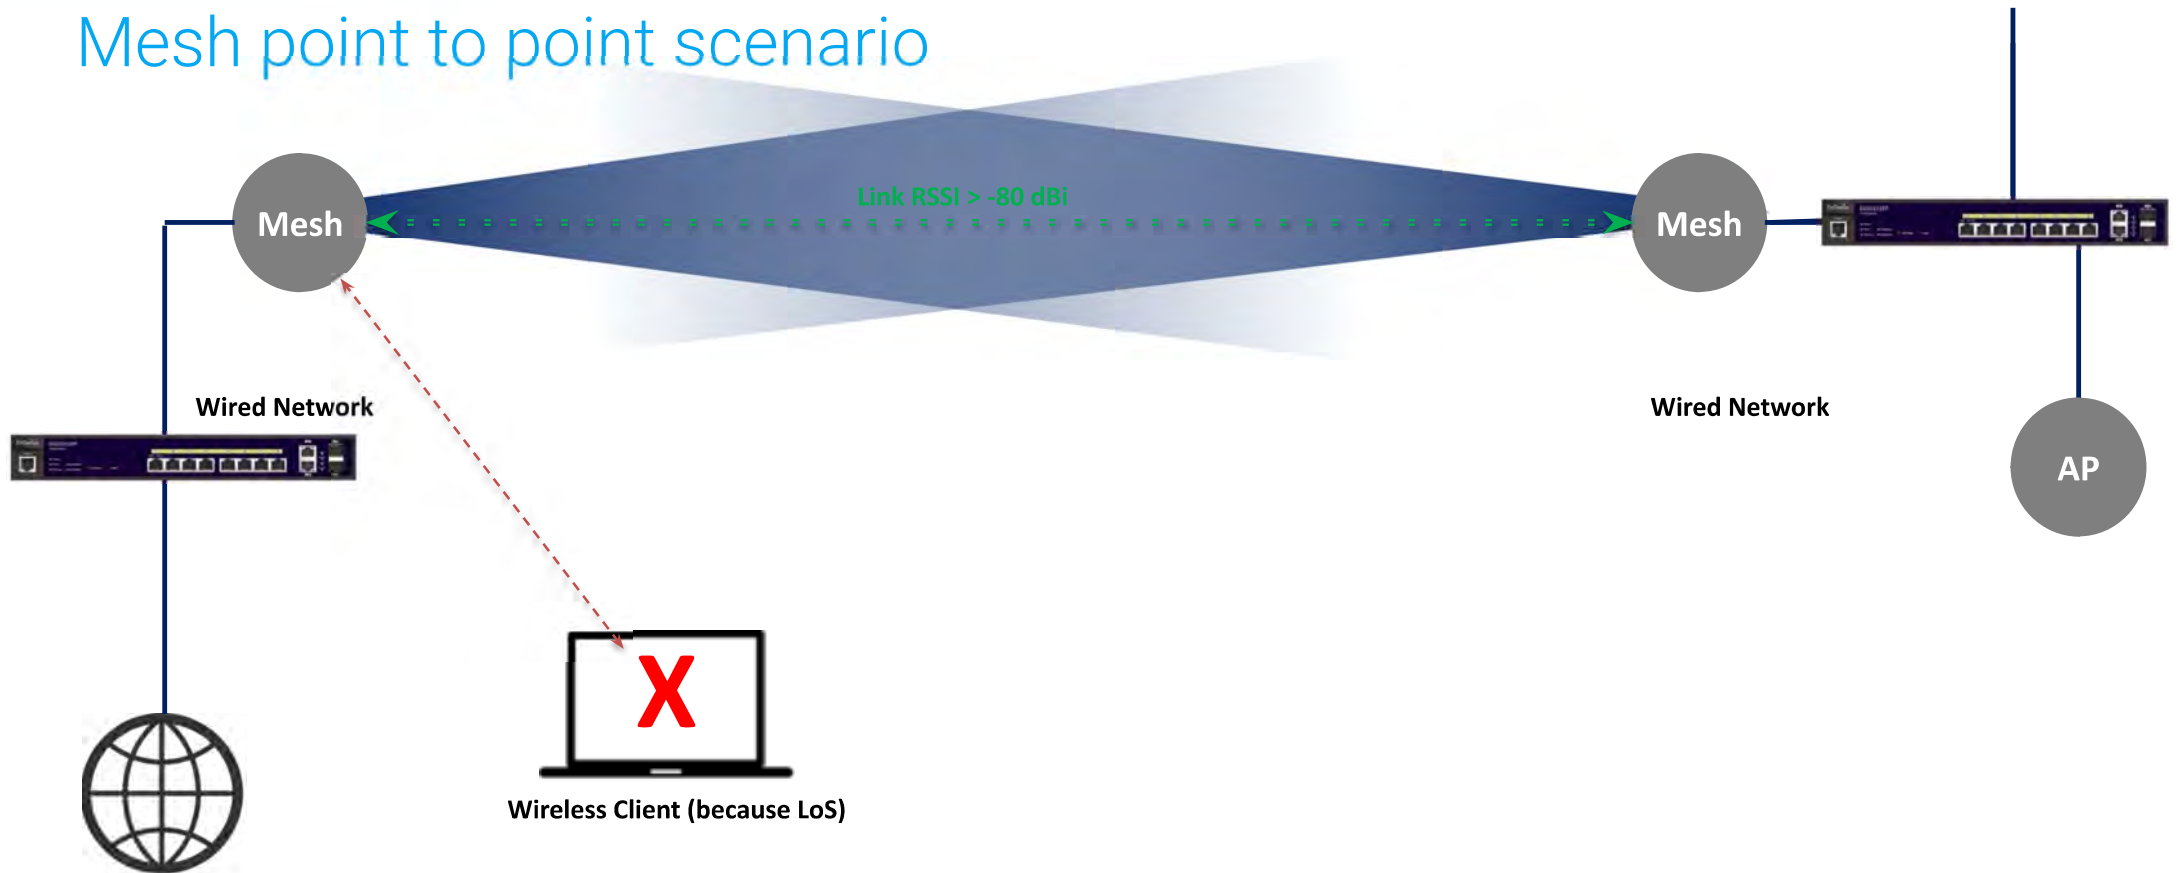 Mesh point to point scenario
Link RSSI > -80 dBi
Mesh
Mesh
Wired Network
Wired Network
AP
X
Wireless Client (because LoS)